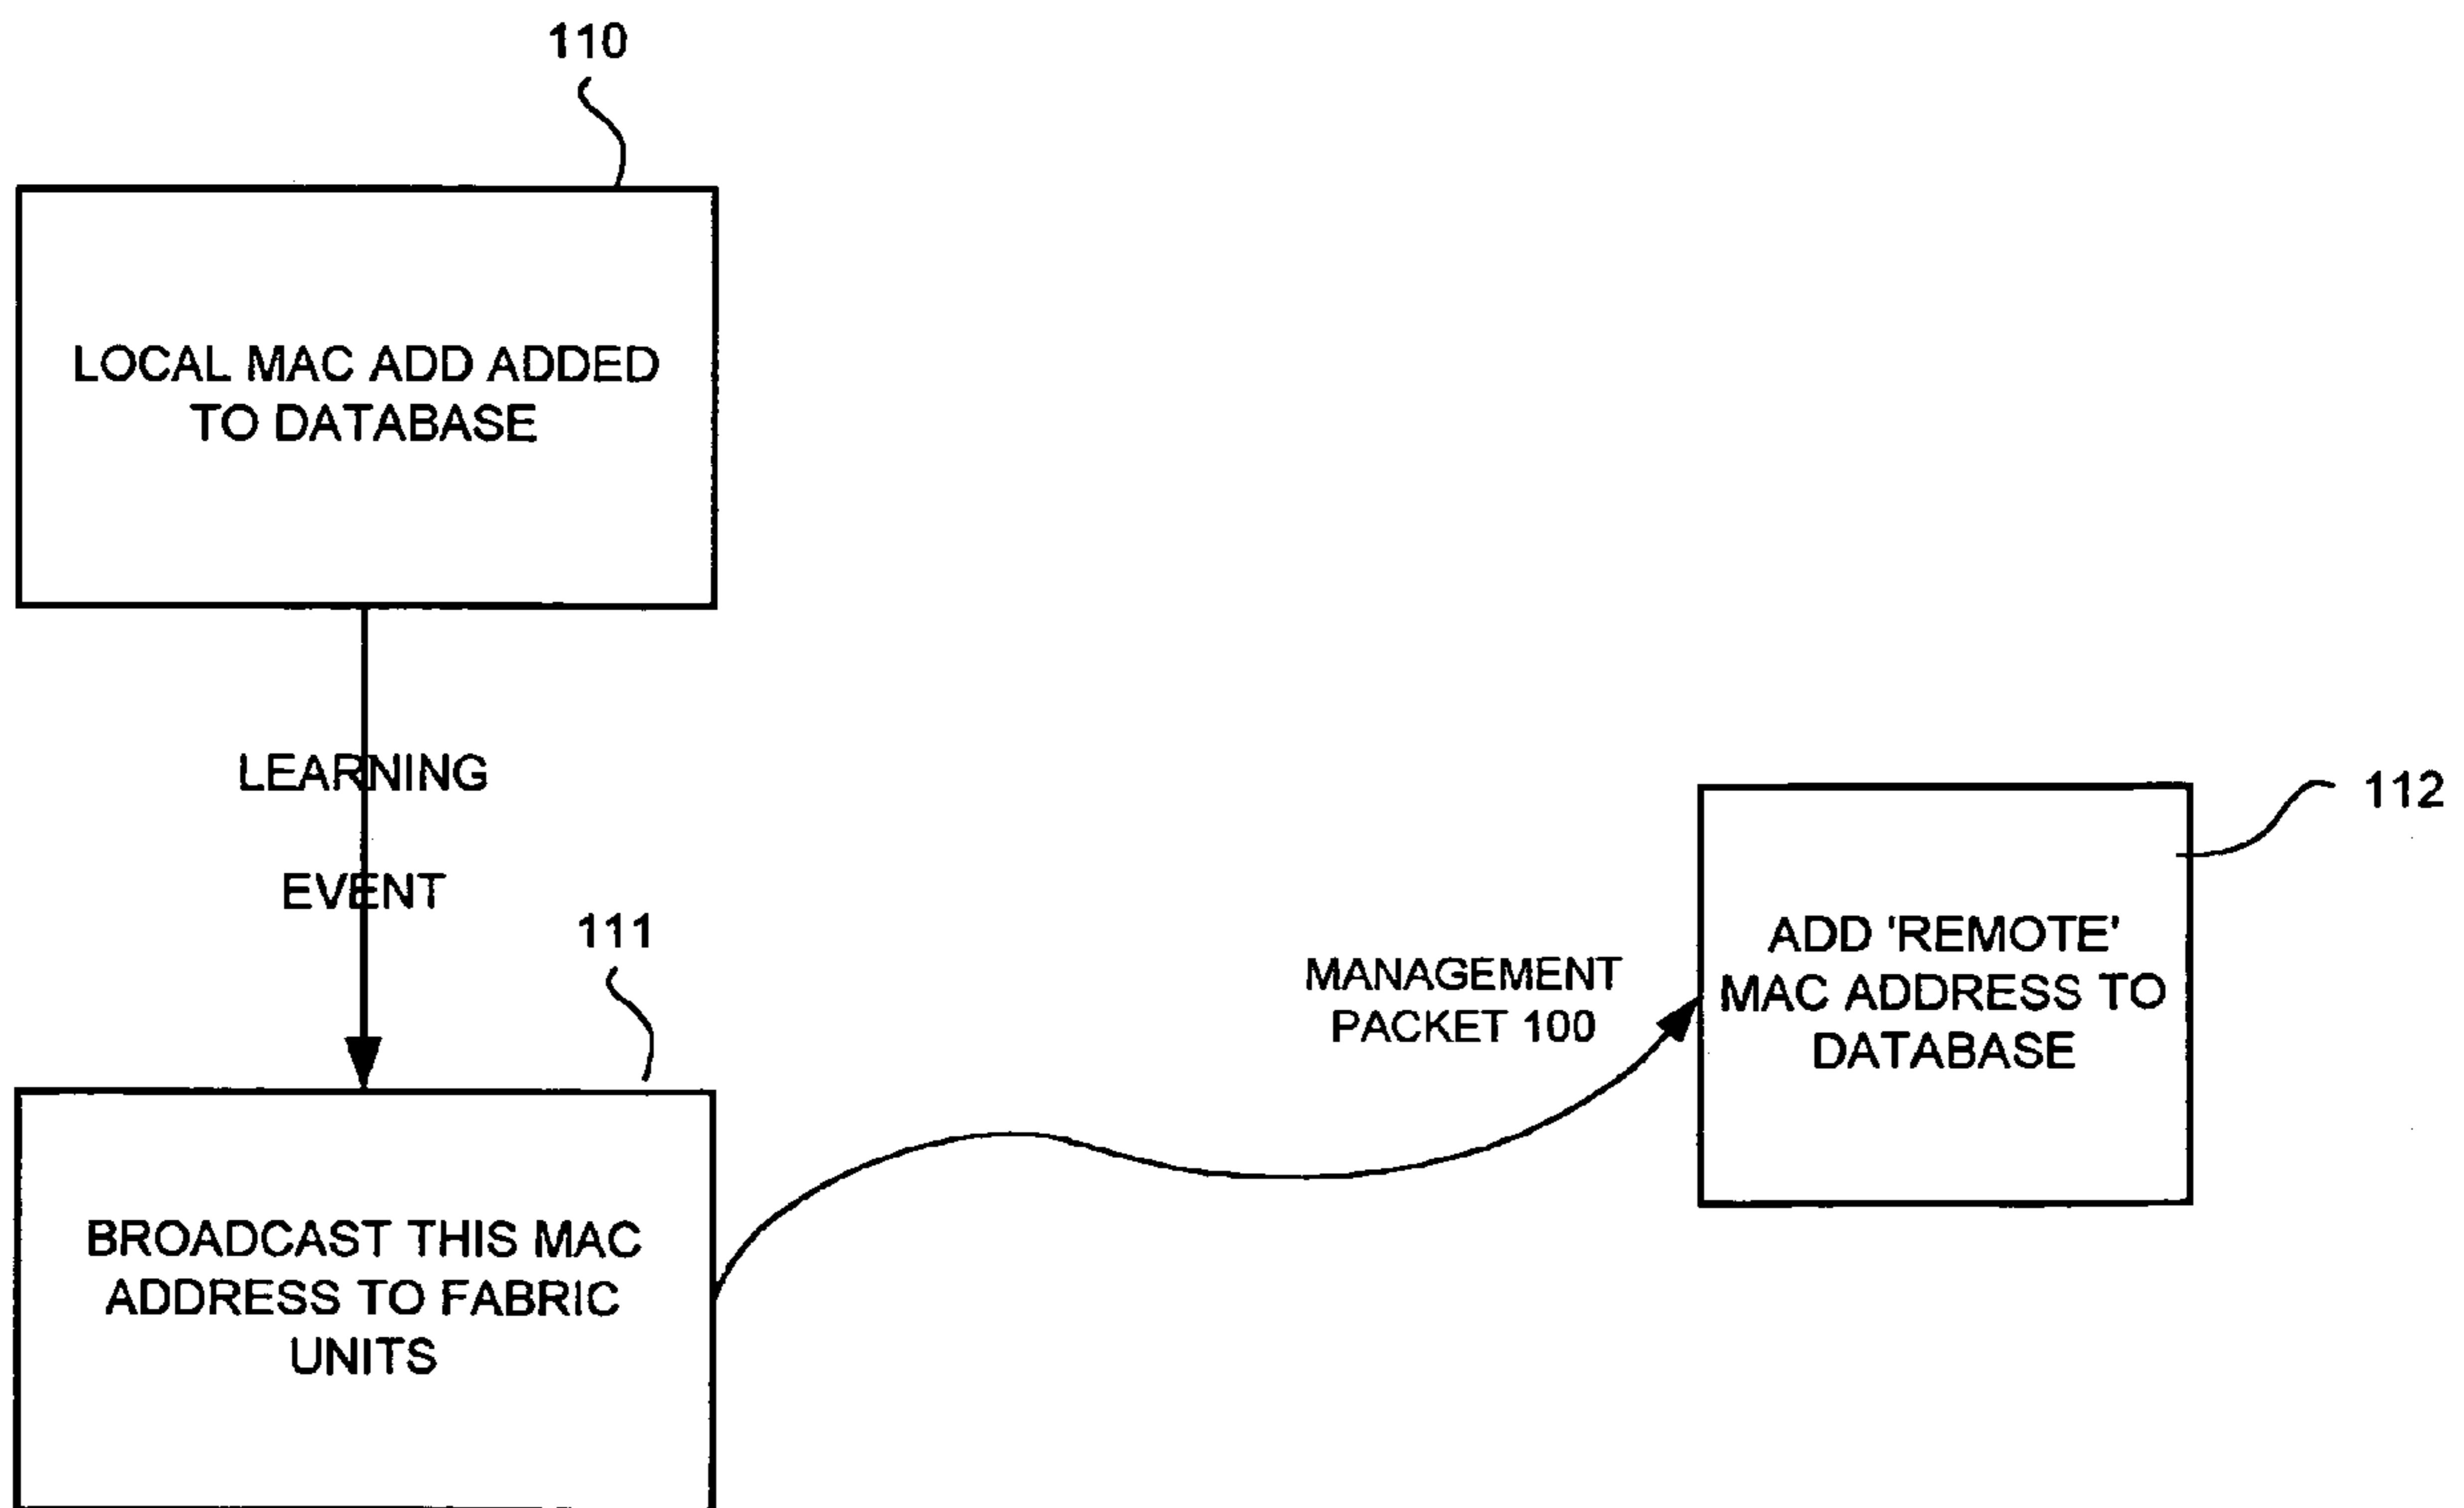 110
LOCAL MAC ADD ADDED
TO DATABASE
LEARNING
EVENT
111
BROADCAST THIS MAC
ADDRESS TO FABRIC
UNITS
MANAGEMENT
PACKET 100
112
ADD 'REMOTE'
MAC ADDRESS TO
DATABASE